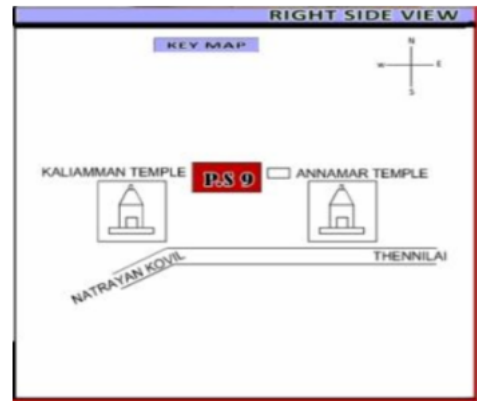 RIGHT SIDE VIEW
KEY MAP
N
W E
S
KALIAMMAN TEMPLE
P.S 9
ANNAMAR TEMPLE
NATRAYAN KOVIL
THENNILAI